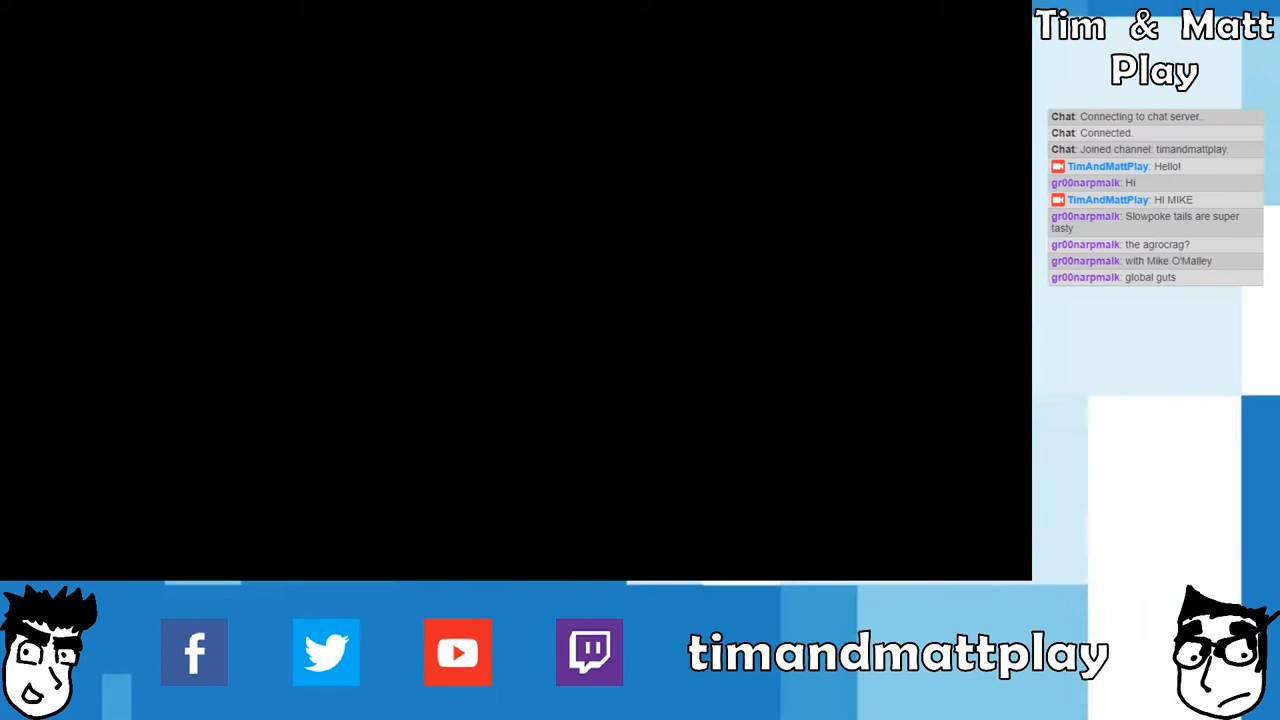 Tim & Matt
Play
Chat: Connecting to chat server..
Chat: Connected.
Chat: Joined channel: timandmattplay.
TimAndMattPlay: Hello!
gr00narpmalk: Hi
TimAndMattPlay: HI MIKE
gr00narpmalk: Slowpoke tails are super
tasty
gr00narpmalk: the agrocrag?
gr00narpmalk: with Mike O'Malley
gr00narpmalk: global guts
timandmattplay